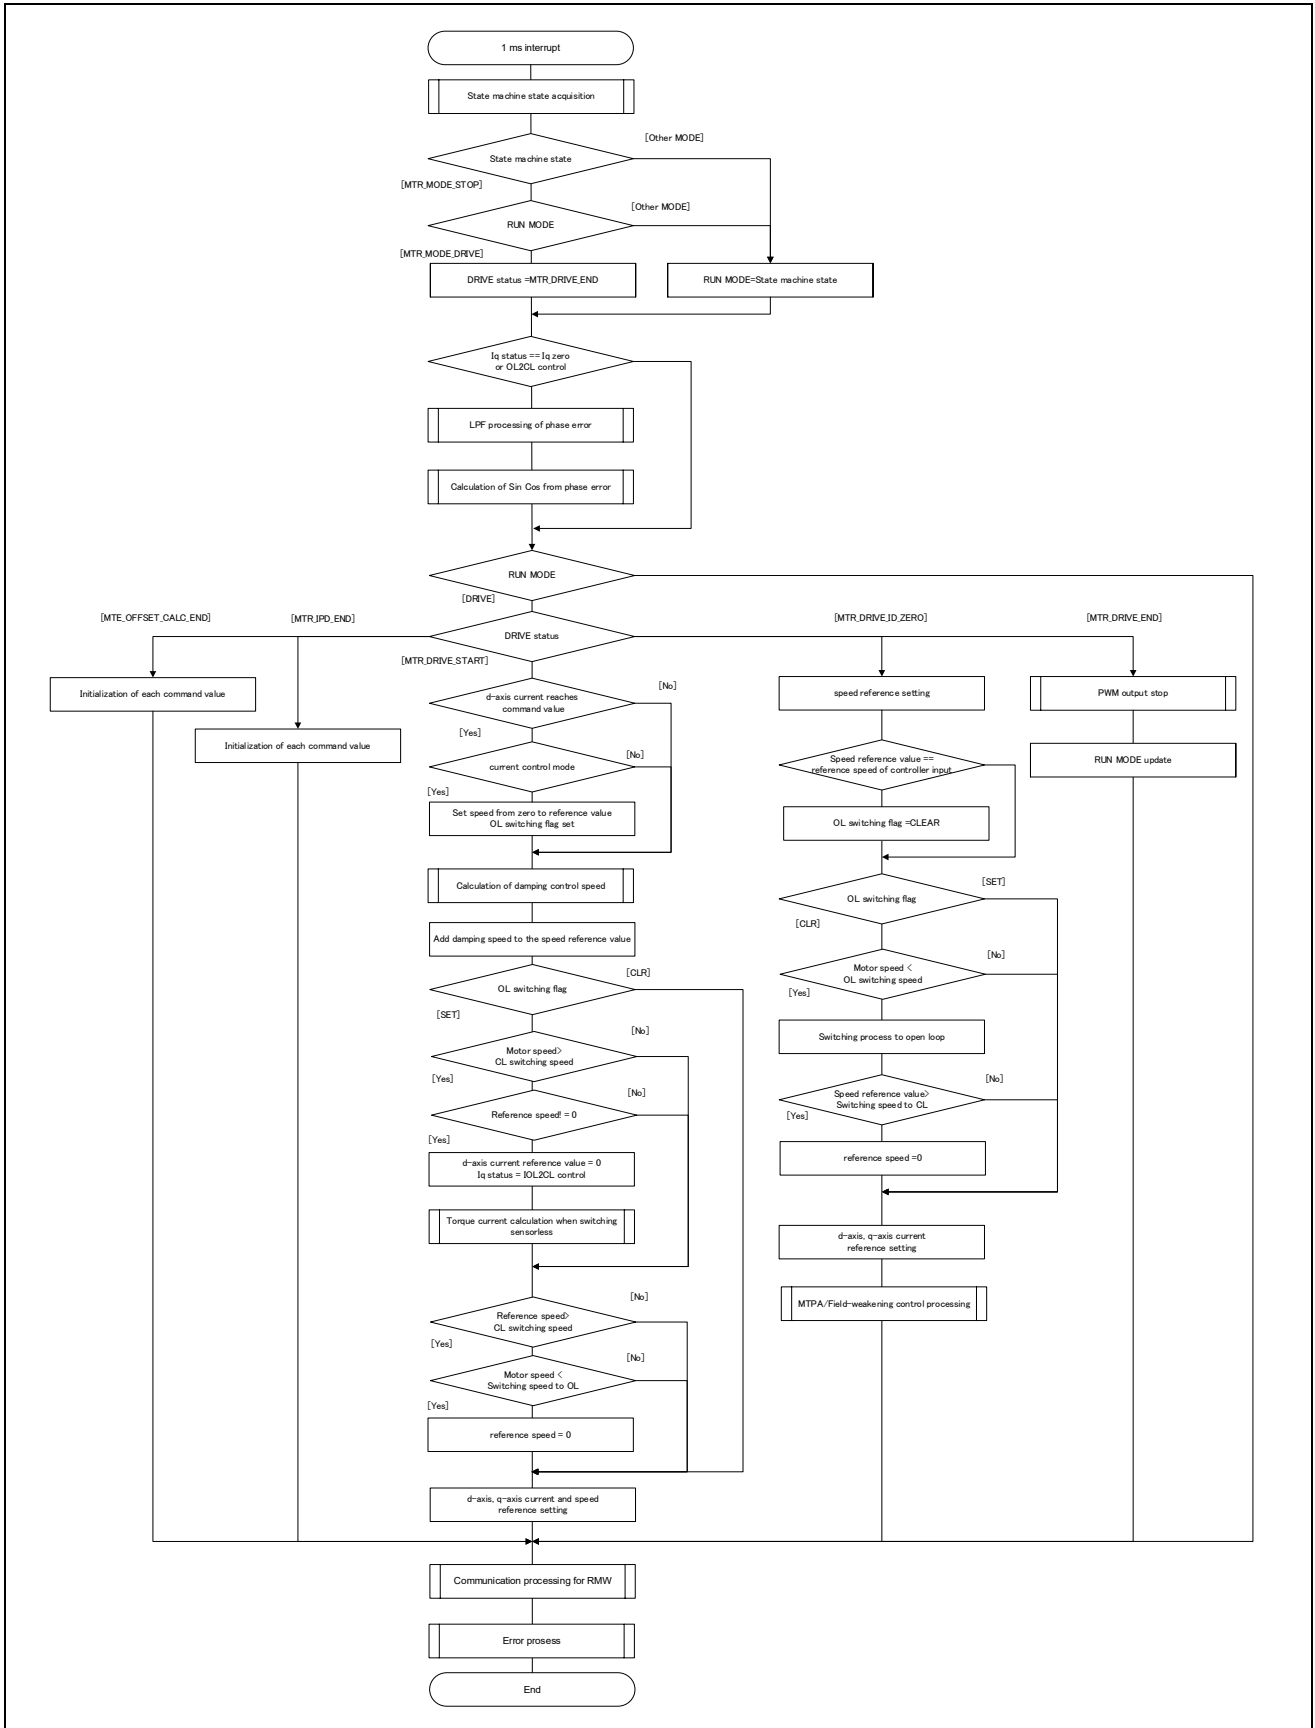 1 ms interrupt
State machine state acquisition
[Other MODE]
State machine state
[MTR_MODE_STOP]
[Other MODE]
RUN MODE
[MTR_MODE_DRIVE]
DRIVE status =MTR_DRIVE_END
RUN MODE=State machine state
Iq status == Iq zero
or OL2CL control
LPF processing of phase error
Calculation of Sin Cos from phase error
RUN MODE
[DRIVE]
[MTE_OFFSET_CALC_END]
[MTR_IPD_END]
DRIVE status
[MTR_DRIVE_ID_ZERO]
[MTR_DRIVE_END]
[MTR_DRIVE_START]
Initialization of each command value
Initialization of each command value
d-axis current reaches
command value
[No]
[Yes]
current control mode
[No]
[Yes]
Set speed from zero to reference value
OL switching flag set
Calculation of damping control speed
Add damping speed to the speed reference value
[CLR]
OL switching flag
[SET]
[No]
Motor speed>
CL switching speed
[Yes]
[No]
Reference speed! = 0
[Yes]
d-axis current reference value = 0
Iq status = IOL2CL control
Torque current calculation when switching
sensorless
[No]
Reference speed>
CL switching speed
[Yes]
[No]
Motor speed <
Switching speed to OL
[Yes]
reference speed = 0
d-axis, q-axis current and speed
reference setting
speed reference setting
Speed reference value ==
reference speed of controller input
OL switching flag =CLEAR
[SET]
OL switching flag
[CLR]
[No]
Motor speed <
OL switching speed
[Yes]
Switching process to open loop
[No]
Speed reference value>
Switching speed to CL
[Yes]
reference speed =0
d-axis, q-axis current
reference setting
MTPA/Field-weakening control processing
PWM output stop
RUN MODE update
Communication processing for RMW
Error prosess
End